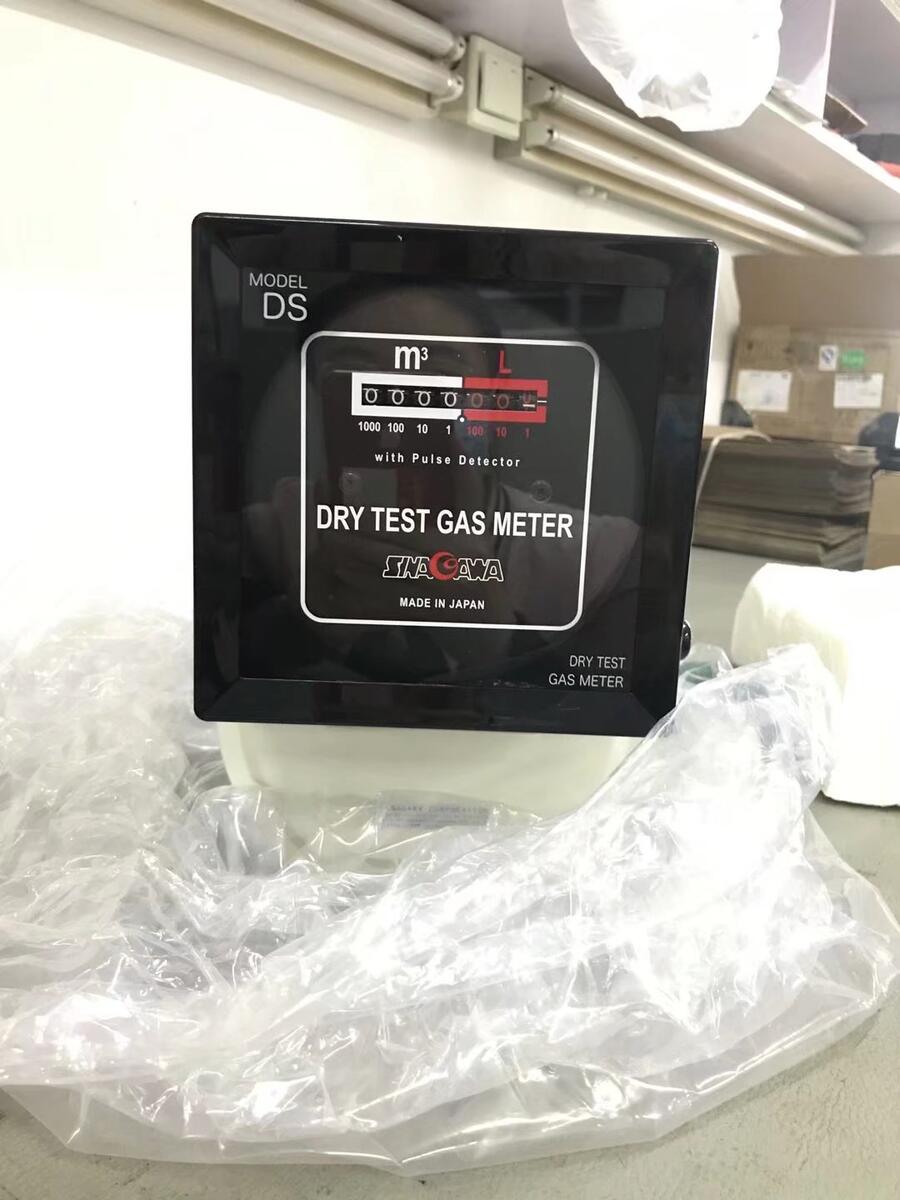 MODEL
DS
m³ L
0 0 0 0 0 0
1000 100 10 1 100 10 1
with Pulse Detector
DRY TEST GAS METER
SINAGAWA
MADE IN JAPAN
DRY TEST
GAS METER